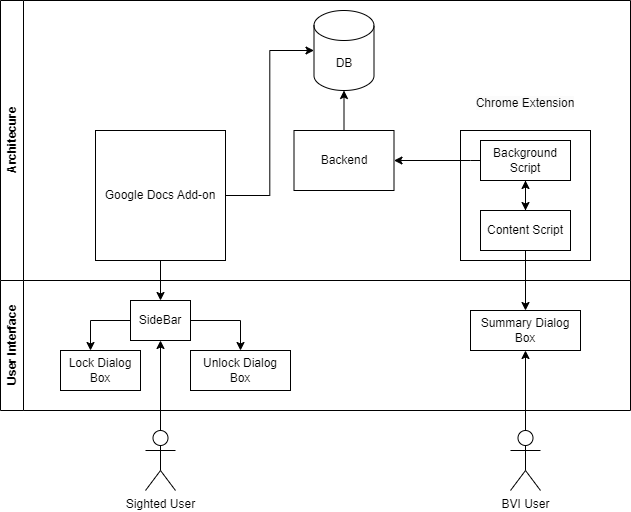 Architecure
DB
Chrome Extension
Google Docs Add-on
Backend
Background
Script
Content Script
User Interface
SideBar
Lock Dialog
Box
Unlock Dialog
Box
Summary Dialog
Box
Sighted User
BVI User